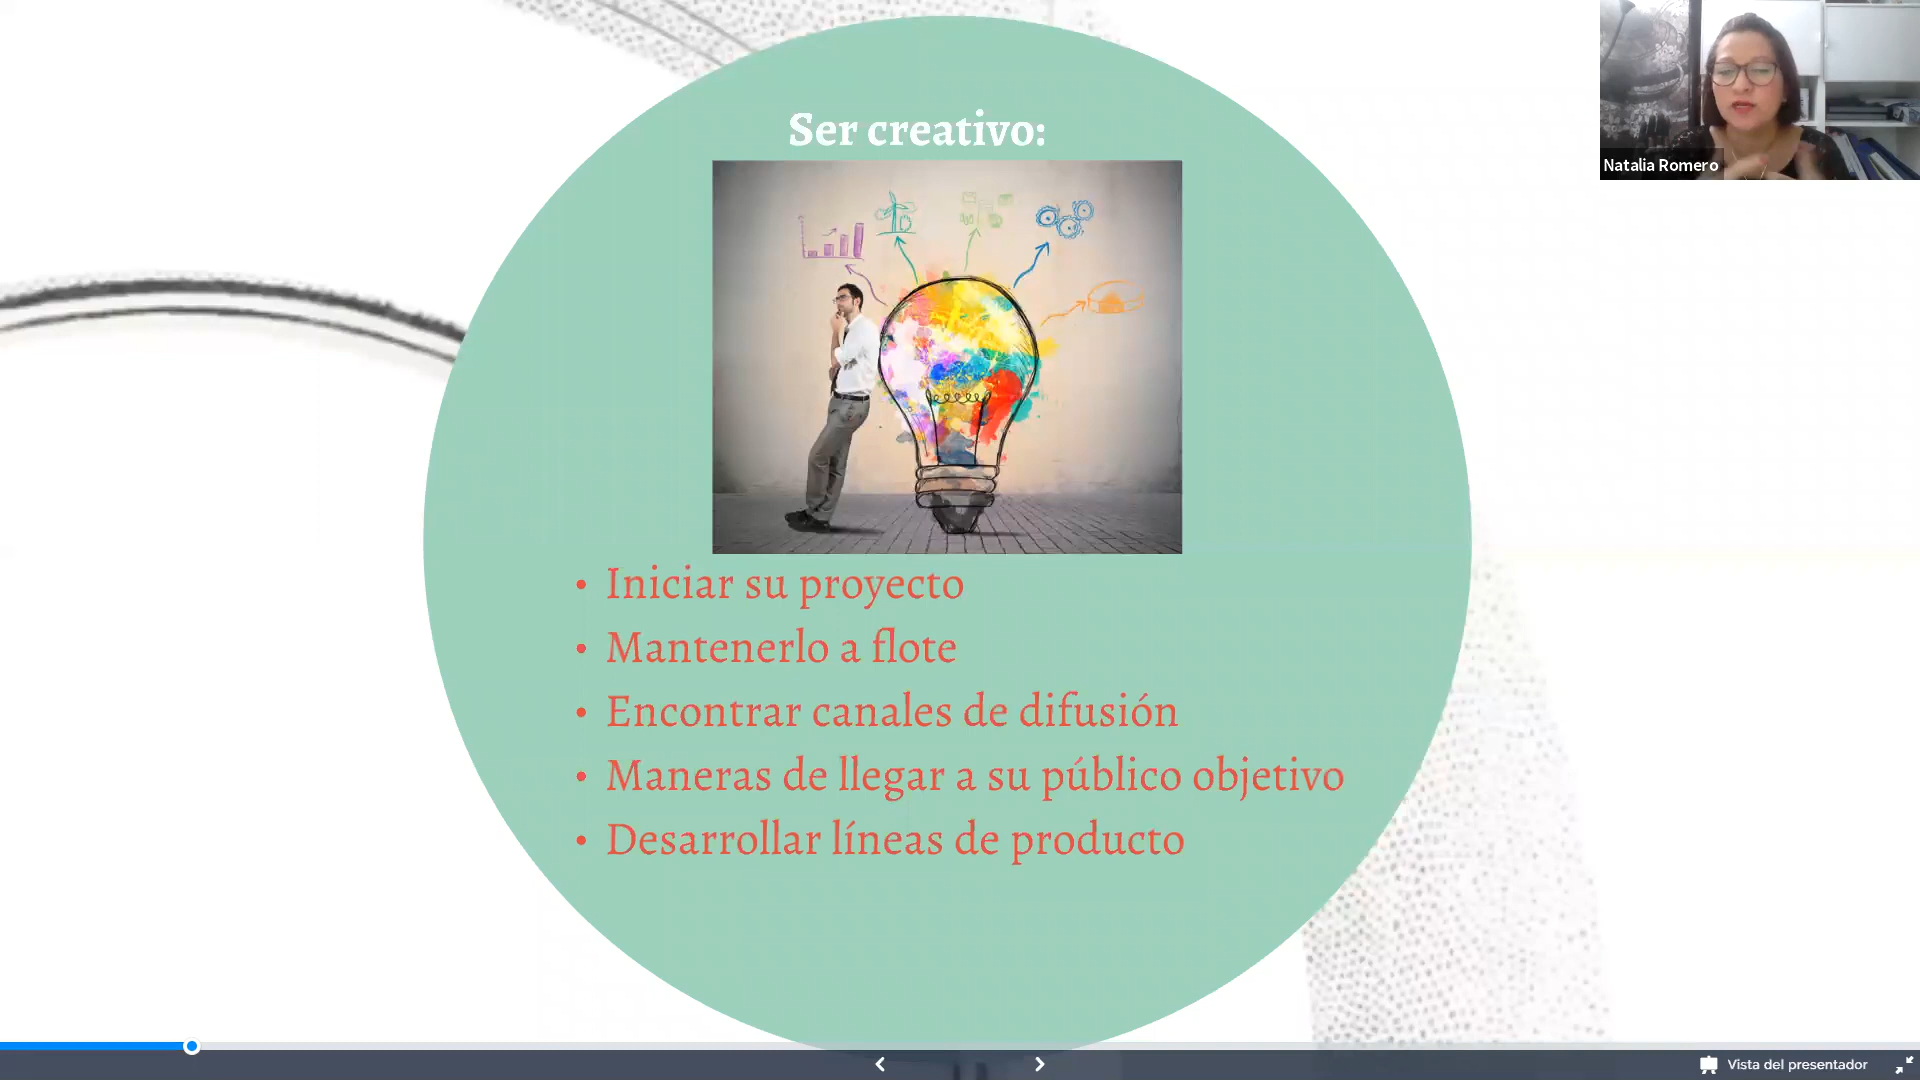 Ser creativo:
Natalia Romero
• Iniciar su proyecto
• Mantenerlo a flote
• Encontrar canales de difusión
• Maneras de llegar a su público objetivo
• Desarrollar líneas de producto
Vista del presentador